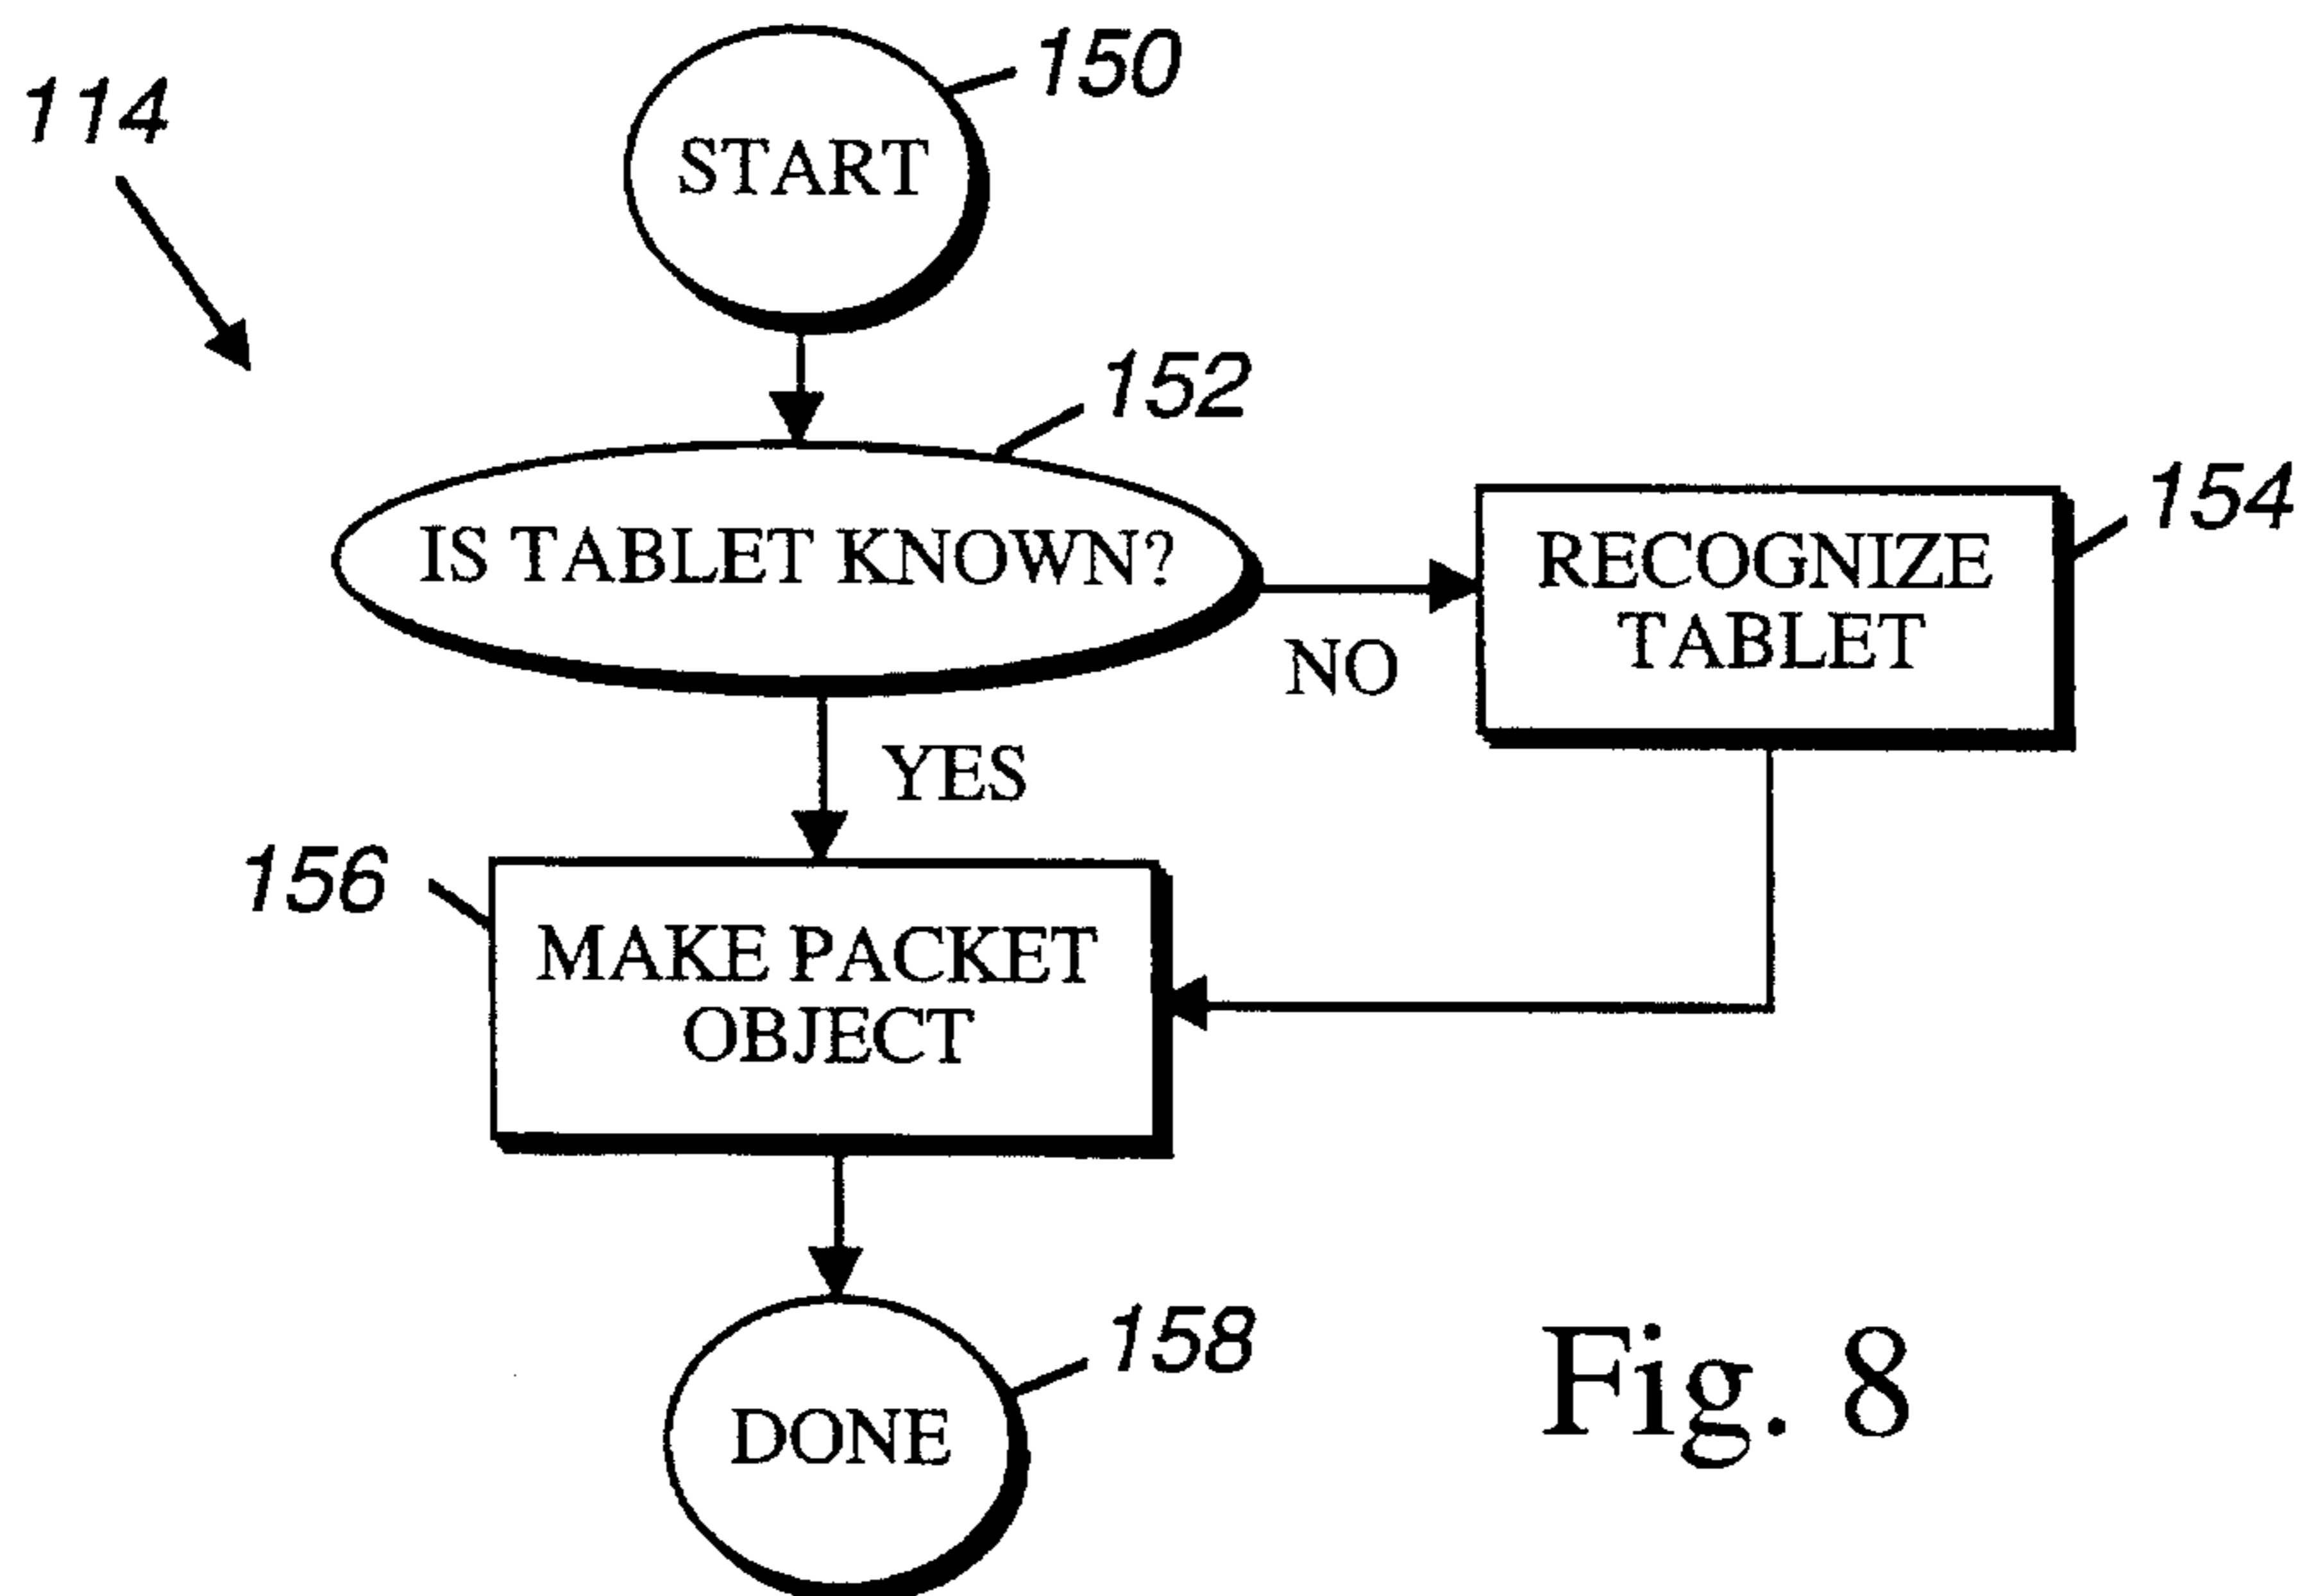 150
114
START
152
IS TABLET KNOWN?
154
RECOGNIZE
TABLET
NO
YES
156
MAKE PACKET
OBJECT
158
DONE
Fig. 8